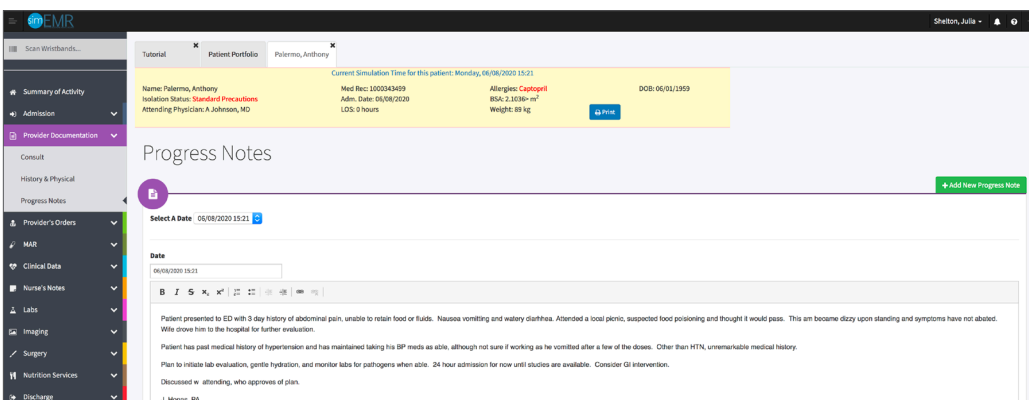 simEMR
Shelton, Julia
Scan Wristbands...
Tutorial
Patient Portfolio
Palermo, Anthony
Current Simulation Time for this patient: Monday, 06/08/2020 15:21
Name: Palermo, Anthony
Med Rec: 1000343499
Allergies: Captopril
DOB: 06/01/1959
Isolation Status: Standard Precautions
Adm. Date: 06/08/2020
BSA: 2.1036> m²
Attending Physician: A Johnson, MD
LOS: 0 hours
Weight: 89 kg
Print
Summary of Activity
Admission
Provider Documentation
Consult
History & Physical
Progress Notes
Provider's Orders
MAR
Clinical Data
Nurse's Notes
Labs
Imaging
Surgery
Nutrition Services
Discharge
Progress Notes
+ Add New Progress Note
Select A Date 06/08/2020 15:21
Date
06/08/2020 15:21
B I S x₂ x²
Patient presented to ED with 3 day history of abdominal pain, unable to retain food or fluids. Nausea vomitting and watery diarhhea. Attended a local picnic, suspected food poisioning and thought it would pass. This am became dizzy upon standing and symptoms have not abated.
Wife drove him to the hospital for further evaluation.
Patient has past medical history of hypertension and has maintained taking his BP meds as able, although not sure if working as he vomitted after a few of the doses. Other than HTN, unremarkable medical history.
Plan to initiate lab evaluation, gentle hydration, and monitor labs for pathogens when able. 24 hour admission for now until studies are available. Consider GI intervention.
Discussed w attending, who approves of plan.
PA